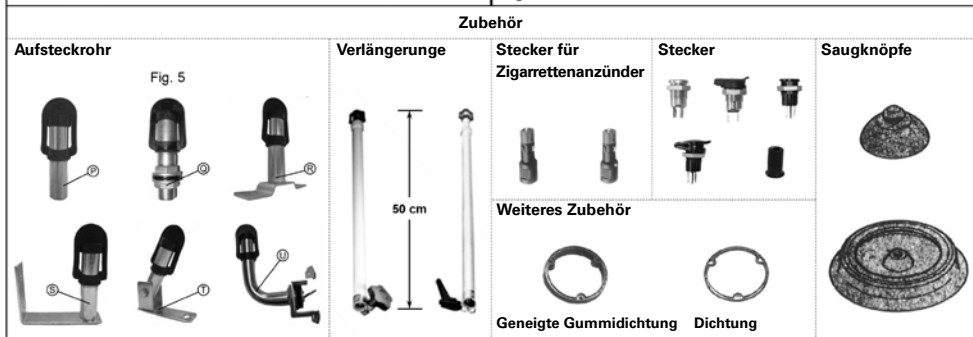 Zubehör
Aufsteckrohr
Fig. 5
P
Q
R
S
T
U
Verlängerunge
50 cm
Stecker für
Zigarrettenanzünder
Stecker
Weiteres Zubehör
Geneigte Gummidichtung
Dichtung
Saugknöpfe